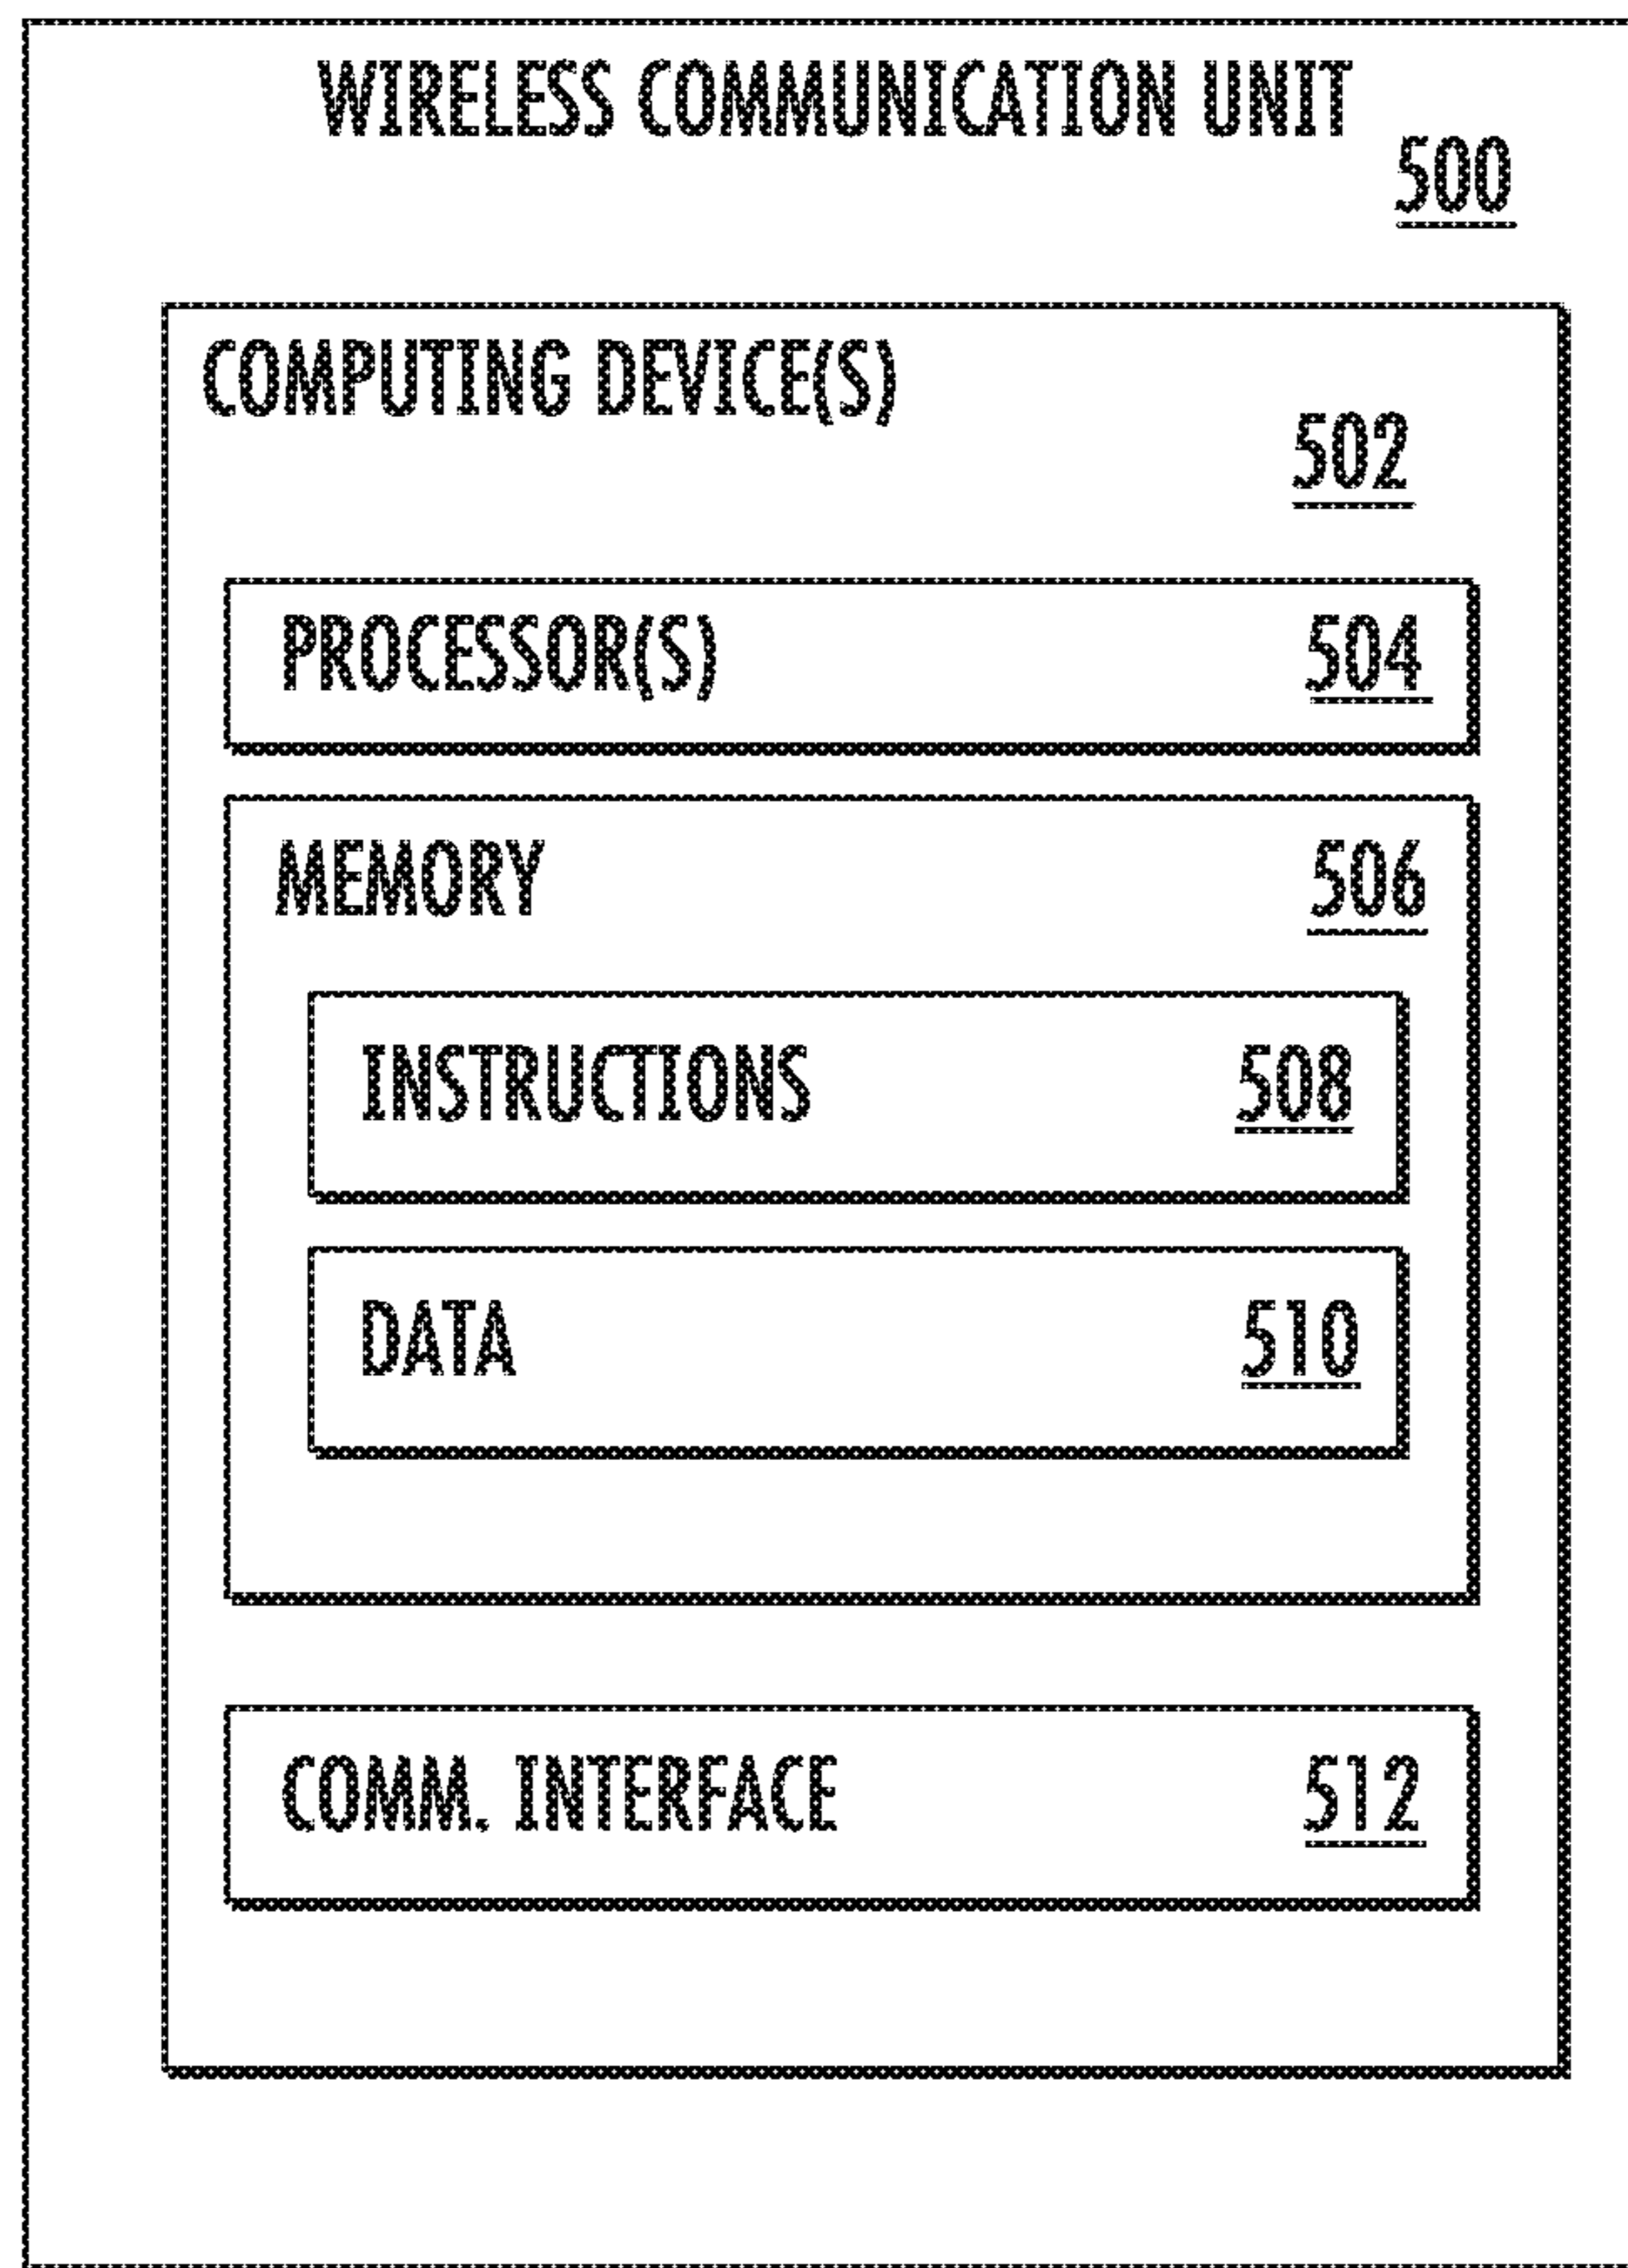 WIRELESS COMMUNICATION UNIT
500
COMPUTING DEVICE(S)
502
PROCESSOR(S) 504
MEMORY 506
INSTRUCTIONS 508
DATA 510
COMM. INTERFACE 512